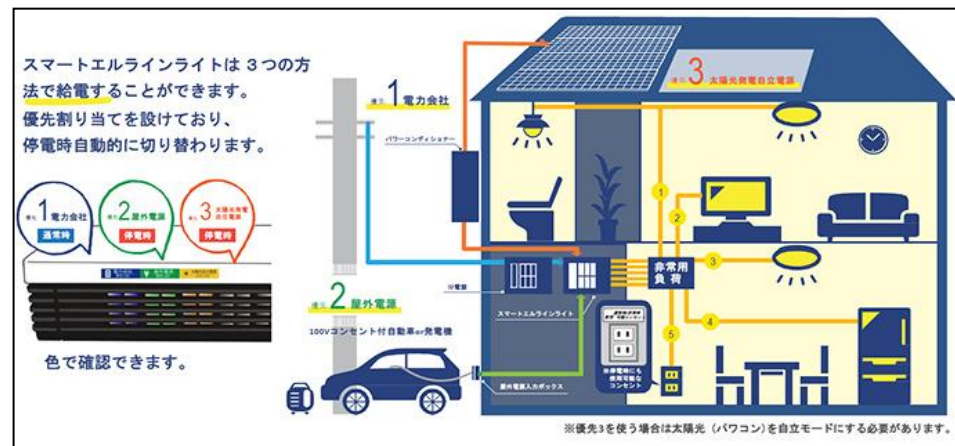 スマートエルラインライトは 3つの方
法で給電することができます。
優先割り当てを設けており、
停電時自動的に切り替わります。
優先 1 電力会社
通常時
優先 2 屋外電源
停電時
優先 3 太陽光発電
自立電源
停電時
色で確認できます。
優先 1 電力会社
パワーコンディショナー
優先 3 太陽光発電自立電源
分電盤
スマートエルラインライト
非常用
負荷
1
2
3
4
5
優先 2 屋外電源
100Vコンセント付自動車or発電機
屋外電源入力ボックス
※停電時にも
使用可能な
コンセント
※優先3を使う場合は太陽光（パワコン）を自立モードにする必要があります。